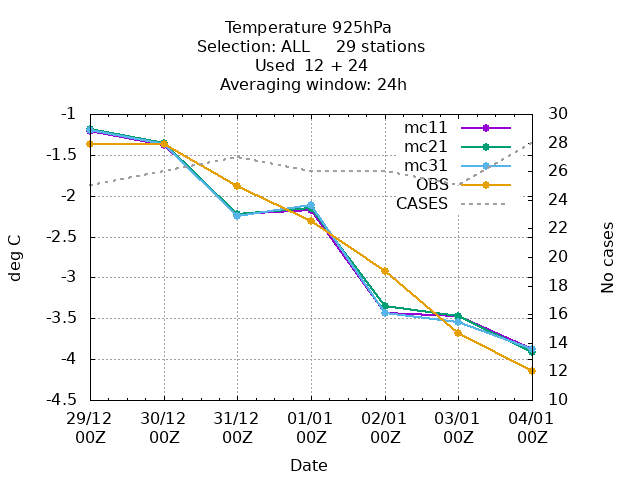 Temperature 925hPa
Selection: ALL     29 stations
Used  12 + 24
Averaging window: 24h
-1
-1.5
-2
-2.5
-3
-3.5
-4
-4.5
deg C
30
28
26
24
22
20
18
16
14
12
10
No cases
mc11
mc21
mc31
OBS
CASES
29/12
00Z
30/12
00Z
31/12
00Z
01/01
00Z
02/01
00Z
03/01
00Z
04/01
00Z
Date